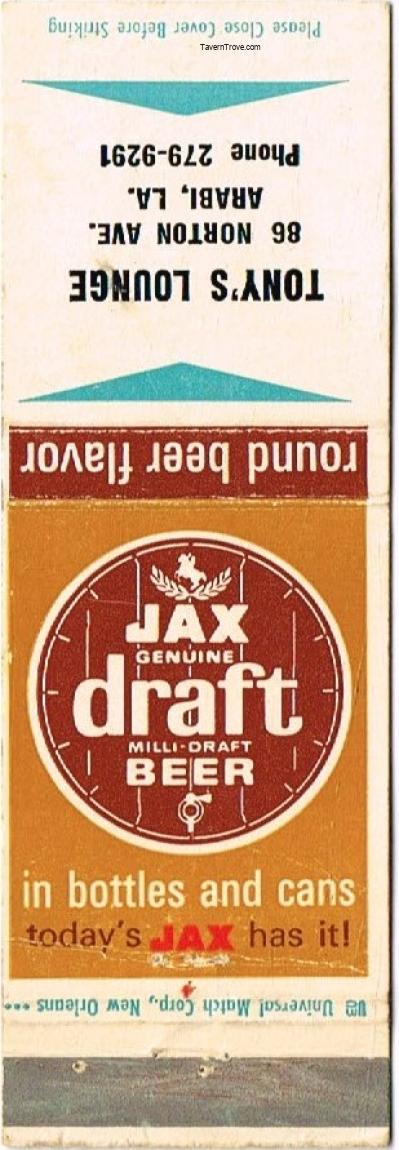 Please Close Cover Before Striking
TavernTrove.com
Phone 279-9291
ARABI, LA.
86 NORTON AVE.
TONY'S LOUNGE
round beer flavor
JAX
GENUINE
draft
MILLI-DRAFT
BEER
in bottles and cans
today's JAX has it!
Universal Match Corp., New Orleans